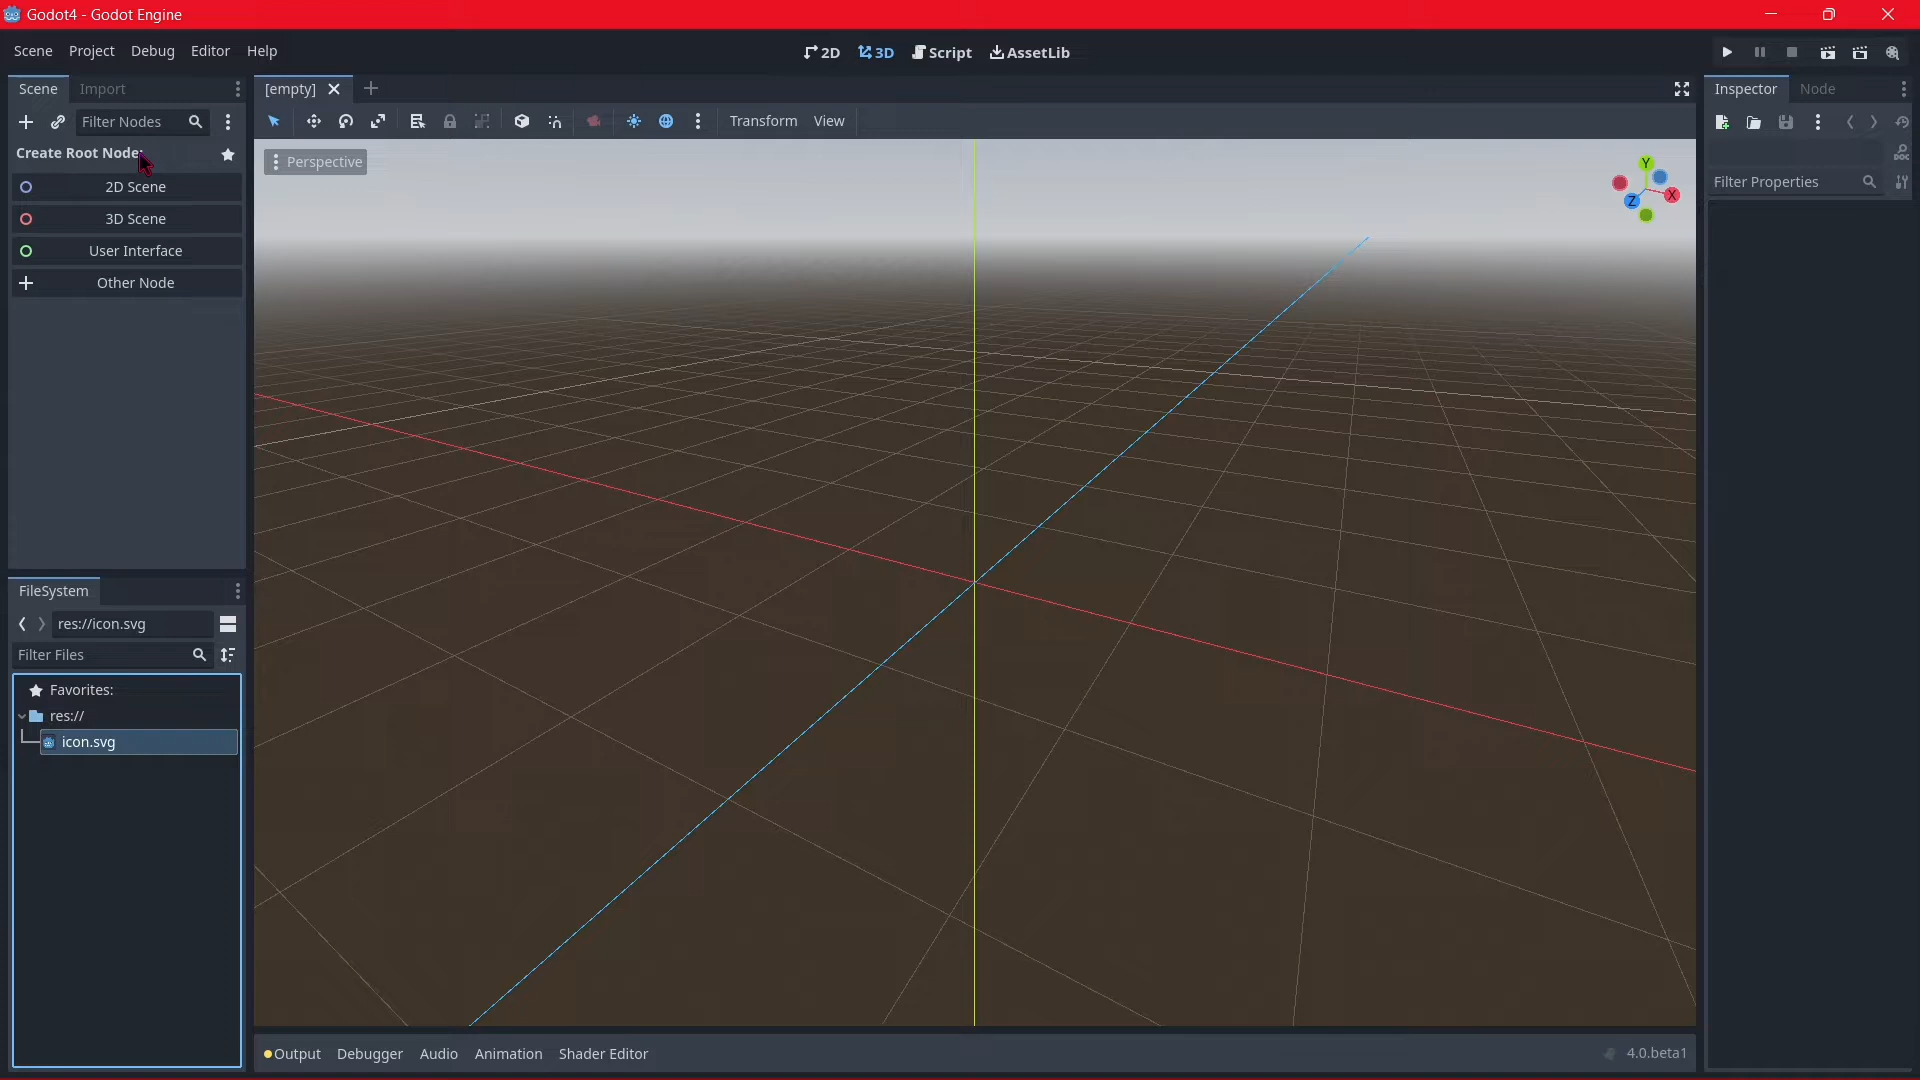 Godot4 - Godot Engine
Scene Project Debug Editor Help
2D 3D Script AssetLib
Scene Import
[empty]
Inspector Node
Filter Nodes
Transform View
Create Root Node:
Perspective
Y
X
Z
DOC
Filter Properties
2D Scene
3D Scene
User Interface
Other Node
FileSystem
res://icon.svg
Filter Files
Favorites:
res://
icon.svg
Output Debugger Audio Animation Shader Editor
4.0.beta1